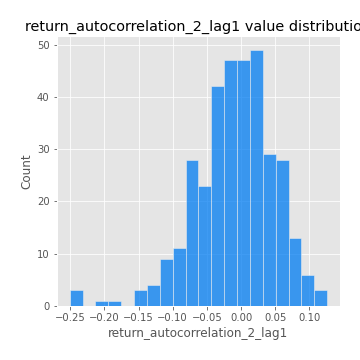 return_autocorrelation_2_lag1 value distributio
50
40
30
20
10
0
Count
−0.25 −0.20 −0.15 −0.10 −0.05 0.00 0.05 0.10
return_autocorrelation_2_lag1